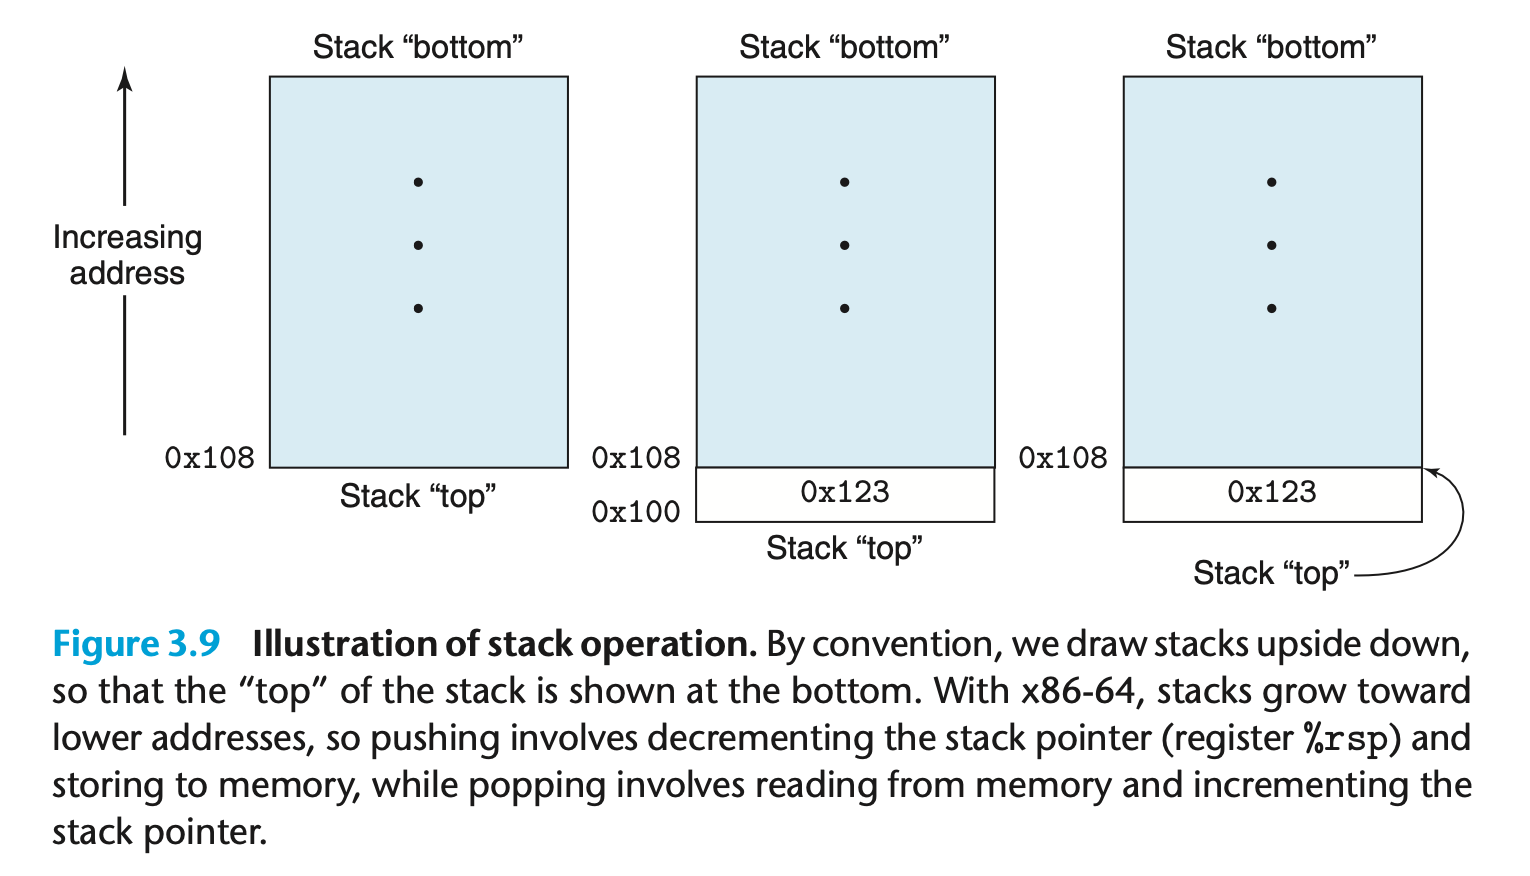 Stack “bottom”
Stack “bottom”
Stack “bottom”
Increasing
address
0x108
0x108
0x108
Stack “top”
0x123
0x123
0x100
Stack “top”
Stack “top”
Figure 3.9 Illustration of stack operation. By convention, we draw stacks upside down,
so that the “top” of the stack is shown at the bottom. With x86-64, stacks grow toward
lower addresses, so pushing involves decrementing the stack pointer (register %rsp) and
storing to memory, while popping involves reading from memory and incrementing the
stack pointer.